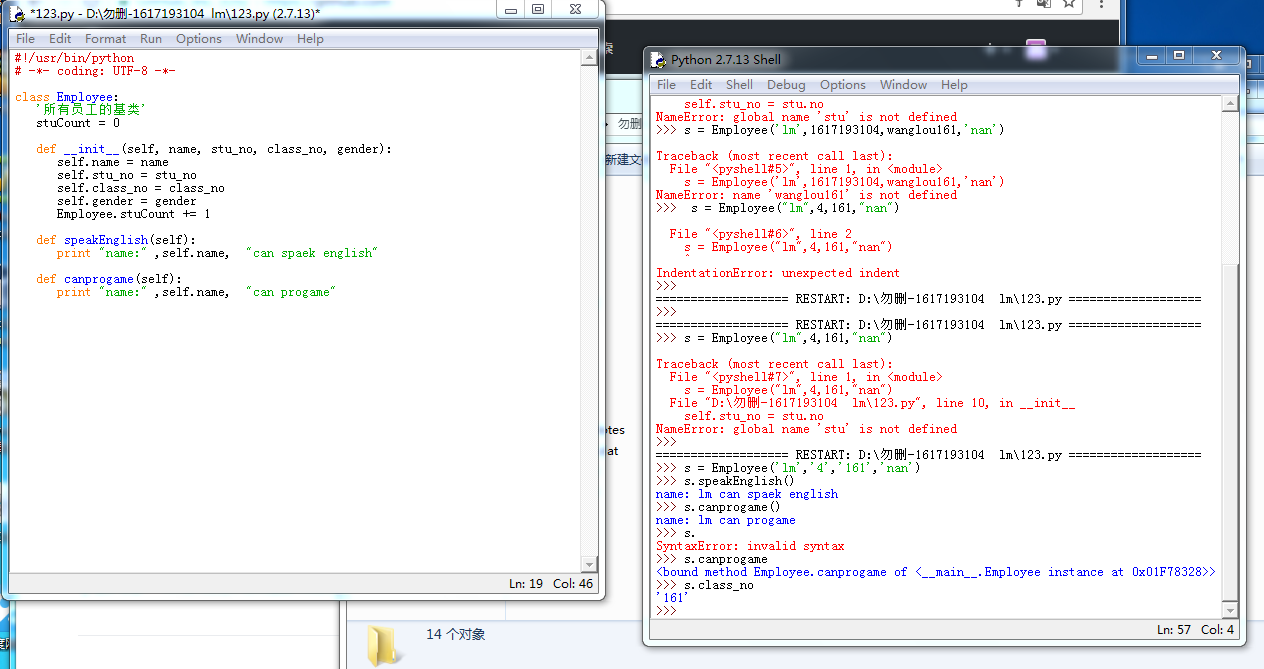 *123.py - D:\勿删-1617193104  lm\123.py (2.7.13)*
File Edit Format Run Options Window Help
#!/usr/bin/python
# -*- coding: UTF-8 -*-
class Employee:
'所有员工的基类'
stuCount = 0
def __init__(self, name, stu_no, class_no, gender):
self.name = name
self.stu_no = stu_no
self.class_no = class_no
self.gender = gender
Employee.stuCount += 1
def speakEnglish(self):
print "name:" ,self.name,  "can spaek english"
def canprogame(self):
print "name:" ,self.name,  "can progame"
Ln: 19 Col: 46
勿删
新建文
otes
lat
14 个对象
Python 2.7.13 Shell
File Edit Shell Debug Options Window Help
self.stu_no = stu.no
NameError: global name 'stu' is not defined
>>> s = Employee('lm',1617193104,wanglou161,'nan')
Traceback (most recent call last):
File "<pyshell#5>", line 1, in <module>
s = Employee('lm',1617193104,wanglou161,'nan')
NameError: name 'wanglou161' is not defined
>>>  s = Employee("lm",4,161,"nan")
File "<pyshell#6>", line 2
s = Employee("lm",4,161,"nan")
^
IndentationError: unexpected indent
>>>
=================== RESTART: D:\勿删-1617193104  lm\123.py ===================
>>>
=================== RESTART: D:\勿删-1617193104  lm\123.py ===================
>>> s = Employee("lm",4,161,"nan")
Traceback (most recent call last):
File "<pyshell#7>", line 1, in <module>
s = Employee("lm",4,161,"nan")
File "D:\勿删-1617193104  lm\123.py", line 10, in __init__
self.stu_no = stu.no
NameError: global name 'stu' is not defined
>>>
=================== RESTART: D:\勿删-1617193104  lm\123.py ===================
>>> s = Employee('lm','4','161','nan')
>>> s.speakEnglish()
name: lm can spaek english
>>> s.canprogame()
name: lm can progame
>>> s.
SyntaxError: invalid syntax
>>> s.canprogame
<bound method Employee.canprogame of <__main__.Employee instance at 0x01F78328>>
>>> s.class_no
'161'
>>>
Ln: 57 Col: 4